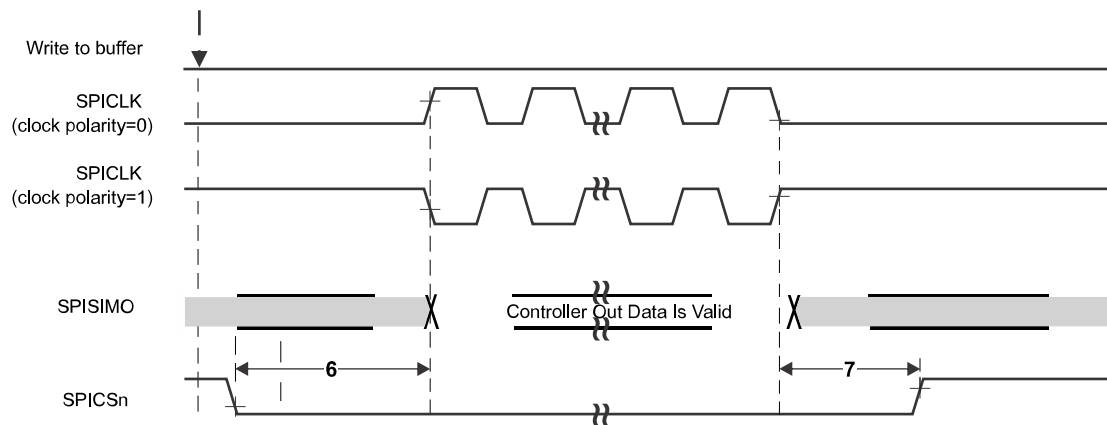 Write to buffer
SPICLK
(clock polarity=0)
SPICLK
(clock polarity=1)
SPISIMO
Controller Out Data Is Valid
6
7
SPICSn